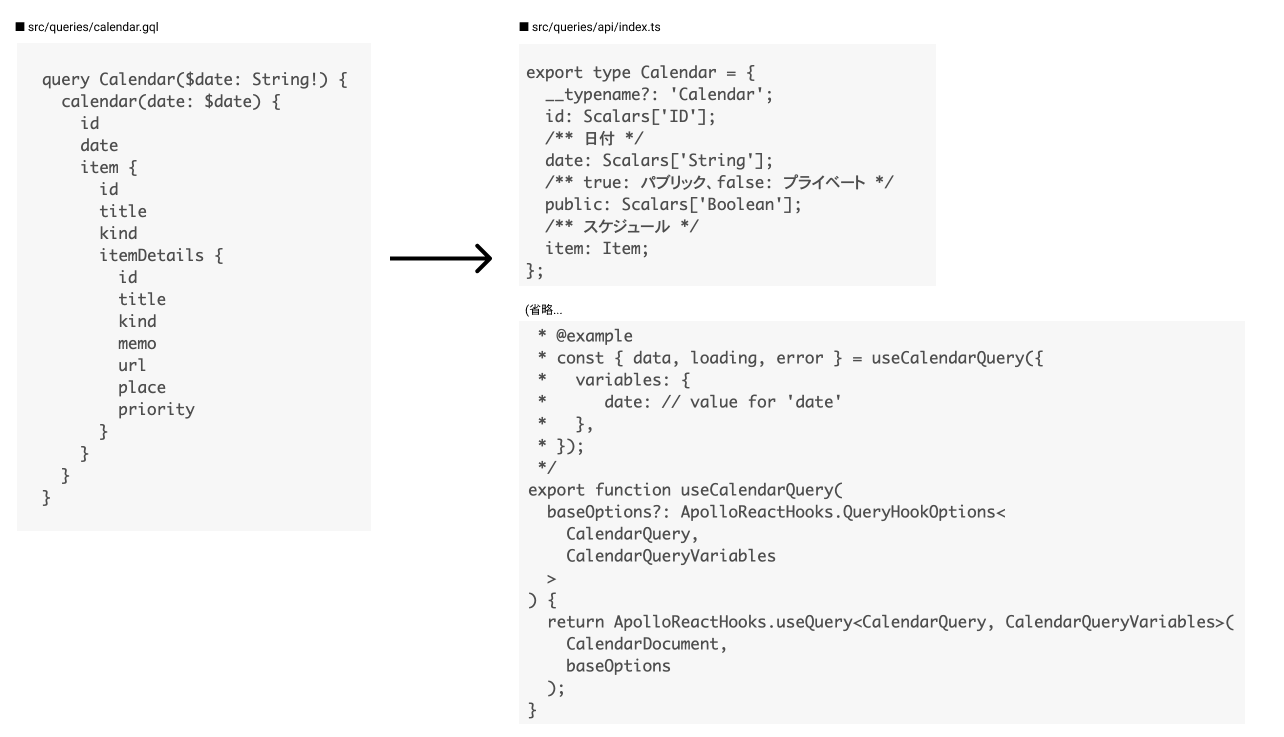 ■ src/queries/calendar.gql
query Calendar($date: String!) {
  calendar(date: $date) {
    id
    date
    item {
      id
      title
      kind
      itemDetails {
        id
        title
        kind
        memo
        url
        place
        priority
      }
    }
  }
}
■ src/queries/api/index.ts
export type Calendar = {
  __typename?: 'Calendar';
  id: Scalars['ID'];
  /** 日付 */
  date: Scalars['String'];
  /** true: パブリック、false: プライベート */
  public: Scalars['Boolean'];
  /** スケジュール */
  item: Item;
};
(省略...
 * @example
 * const { data, loading, error } = useCalendarQuery({
 *   variables: {
 *      date: // value for 'date'
 *   },
 * });
 */
export function useCalendarQuery(
  baseOptions?: ApolloReactHooks.QueryHookOptions<
    CalendarQuery,
    CalendarQueryVariables
  >
) {
  return ApolloReactHooks.useQuery<CalendarQuery, CalendarQueryVariables>(
    CalendarDocument,
    baseOptions
  );
}